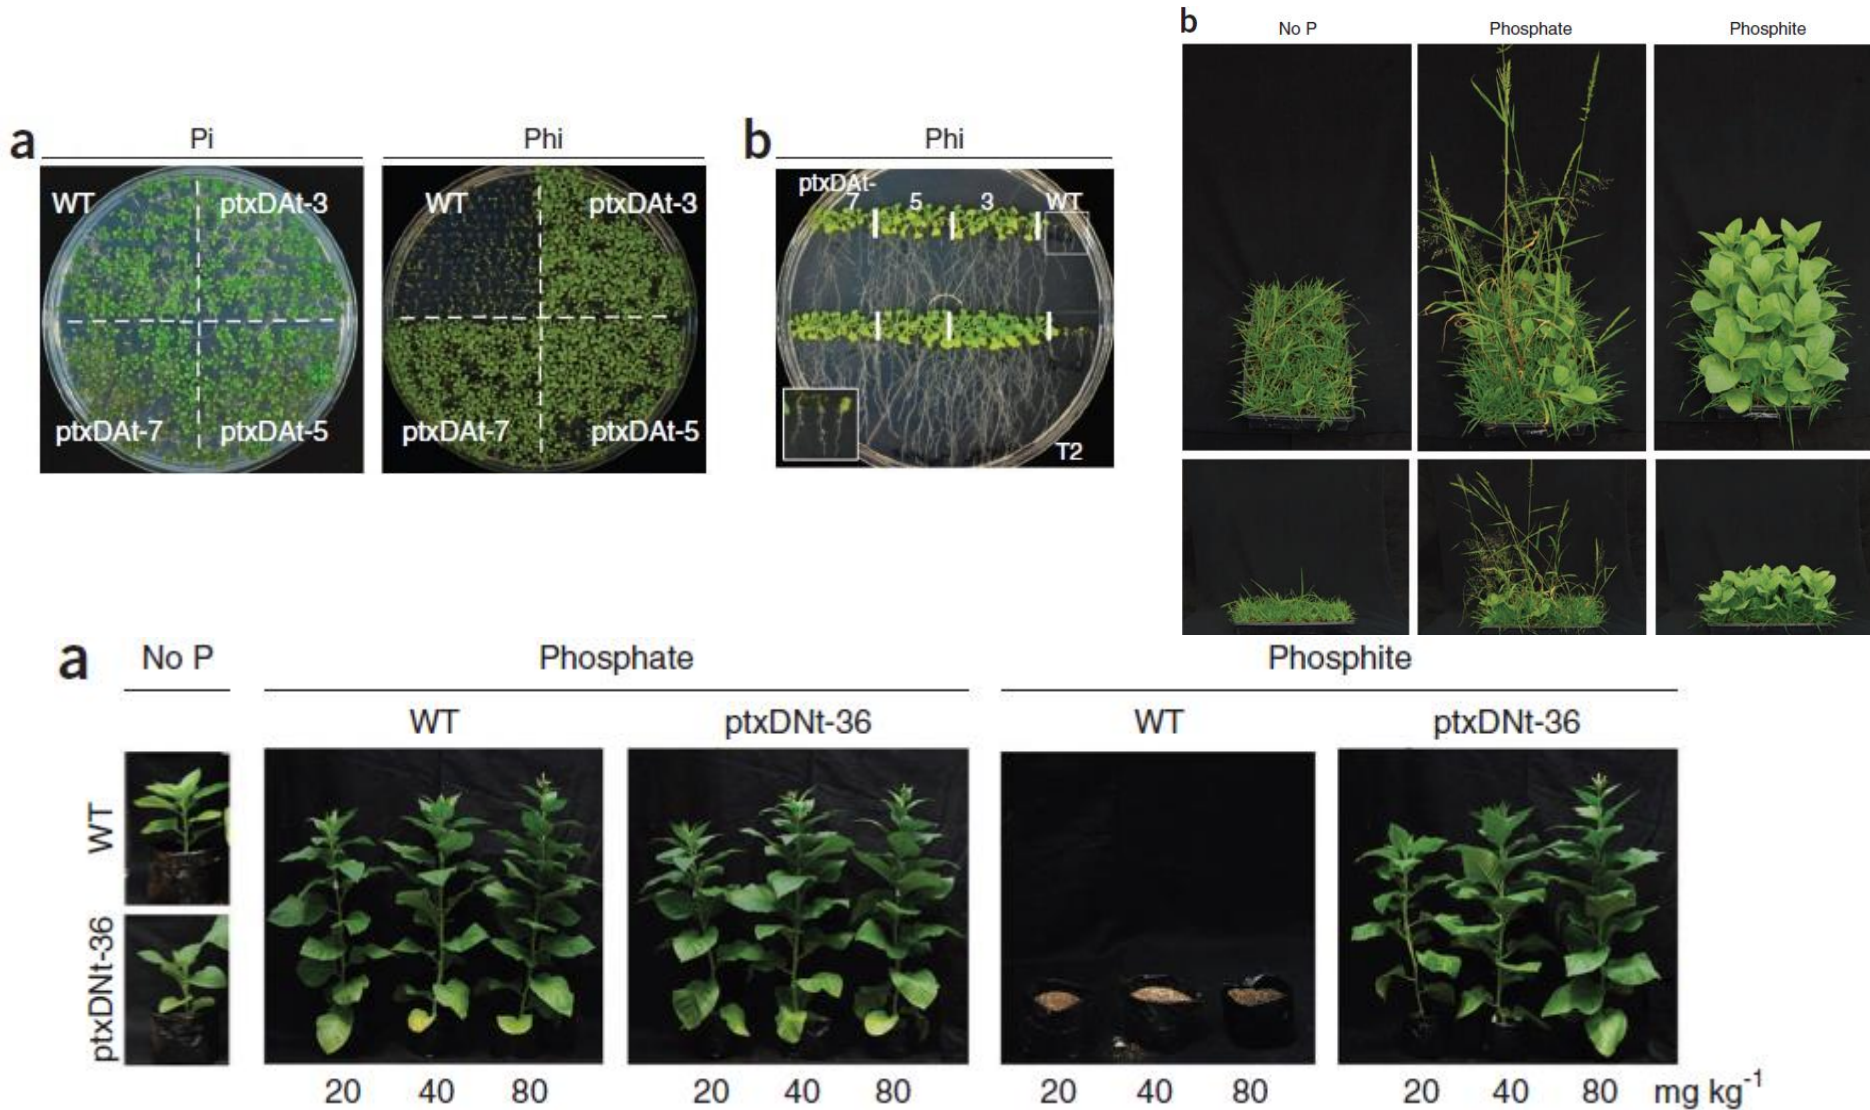 b
No P Phosphate Phosphite
a
Pi Phi
WT ptxDAt-3 WT ptxDAt-3
ptxDAt-7 ptxDAt-5 ptxDAt-7 ptxDAt-5
b
Phi
ptxDAt-
7 5 3 WT
T2
a
No P Phosphate Phosphite
WT ptxDNt-36 WT ptxDNt-36
WT
ptxDNt-36
20 40 80 20 40 80 20 40 80 20 40 80 mg kg⁻¹